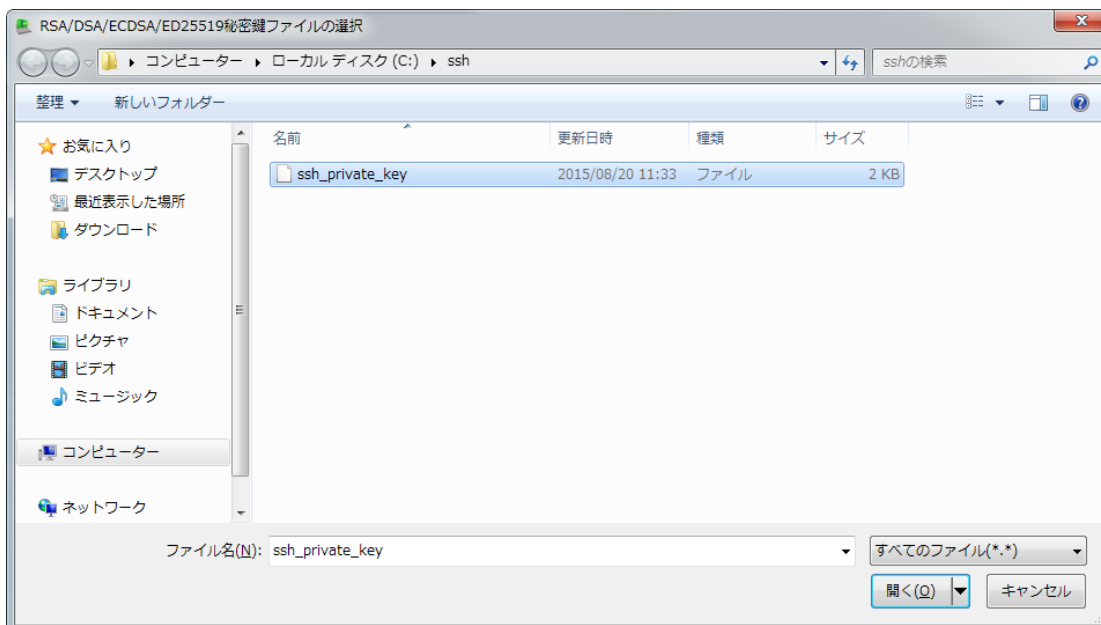 RSA/DSA/ECDSA/ED25519秘密鍵ファイルの選択
コンピューター ▸ ローカル ディスク (C:) ▸ ssh
sshの検索
整理 新しいフォルダー
お気に入り
デスクトップ
最近表示した場所
ダウンロード
ライブラリ
ドキュメント
ピクチャ
ビデオ
ミュージック
コンピューター
ネットワーク
名前 更新日時 種類 サイズ
ssh_private_key 2015/08/20 11:33 ファイル 2 KB
ファイル名(N): ssh_private_key すべてのファイル(*.*)
開く(O) キャンセル